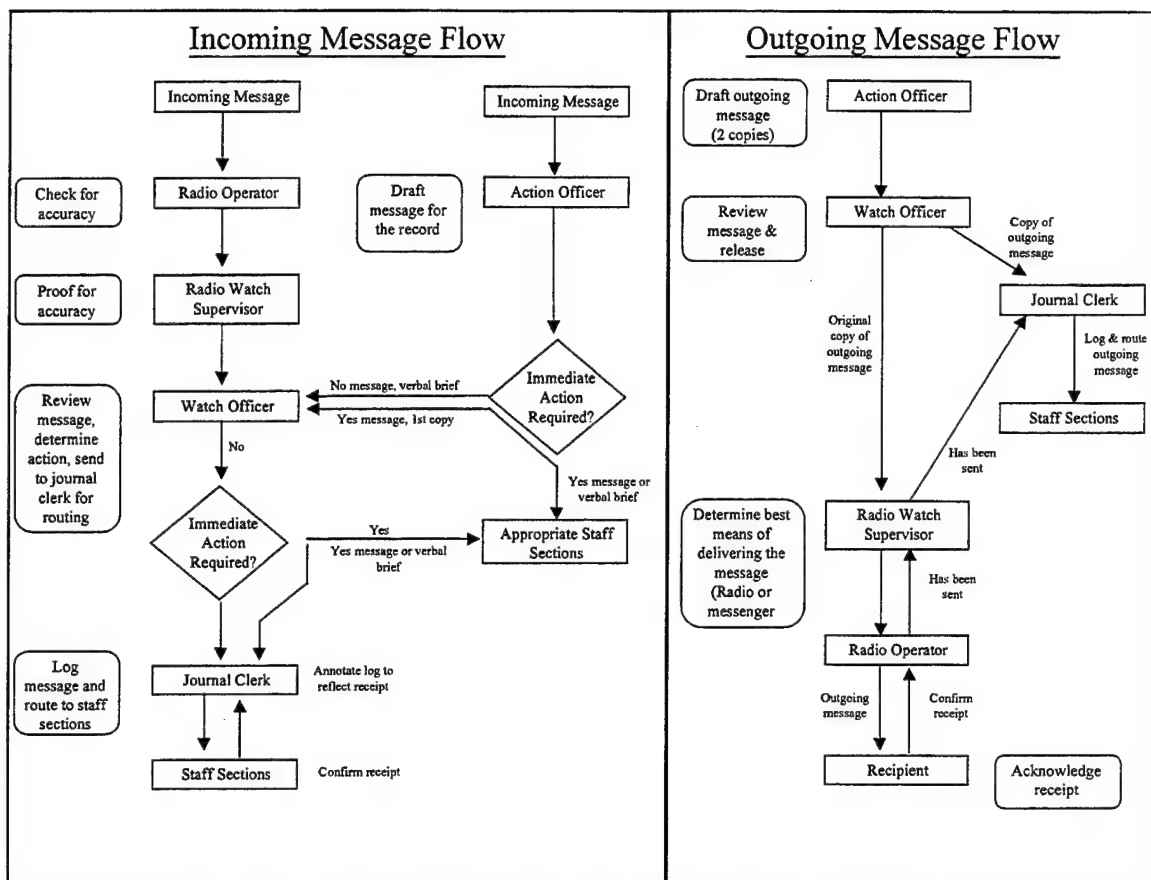 Incoming Message Flow
Incoming Message
Incoming Message
Check for
accuracy
Radio Operator
Draft
message for
the record
Action Officer
Proof for
accuracy
Radio Watch
Supervisor
Review
message,
determine
action, send
to journal
clerk for
routing
Watch Officer
No message, verbal brief
Yes message, 1st copy
Immediate
Action
Required?
No
Immediate
Action
Required?
Yes
Yes message or verbal
brief
Yes message or
verbal brief
Appropriate Staff
Sections
Log
message and
route to staff
sections
Journal Clerk
Annotate log to
reflect receipt
Staff Sections
Confirm receipt
Outgoing Message Flow
Draft outgoing
message
(2 copies)
Action Officer
Review
message &
release
Watch Officer
Copy of
outgoing
message
Journal Clerk
Original
copy of
outgoing
message
Log & route
outgoing
message
Staff Sections
Has been
sent
Determine best
means of
delivering the
message
(Radio or
messenger
Radio Watch
Supervisor
Has been
sent
Radio Operator
Outgoing
message
Confirm
receipt
Recipient
Acknowledge
receipt